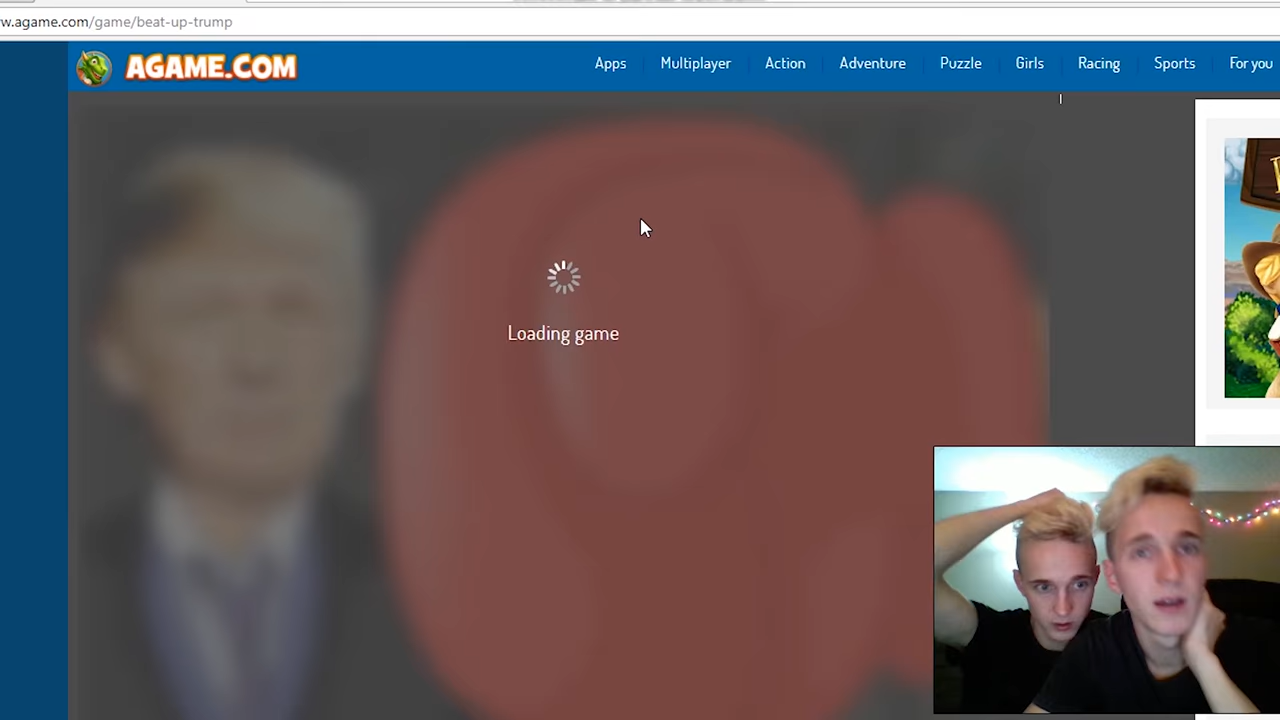 w.agame.com/game/beat-up-trump
AGAME.COM
Apps Multiplayer Action Adventure Puzzle Girls Racing Sports For you
Loading game